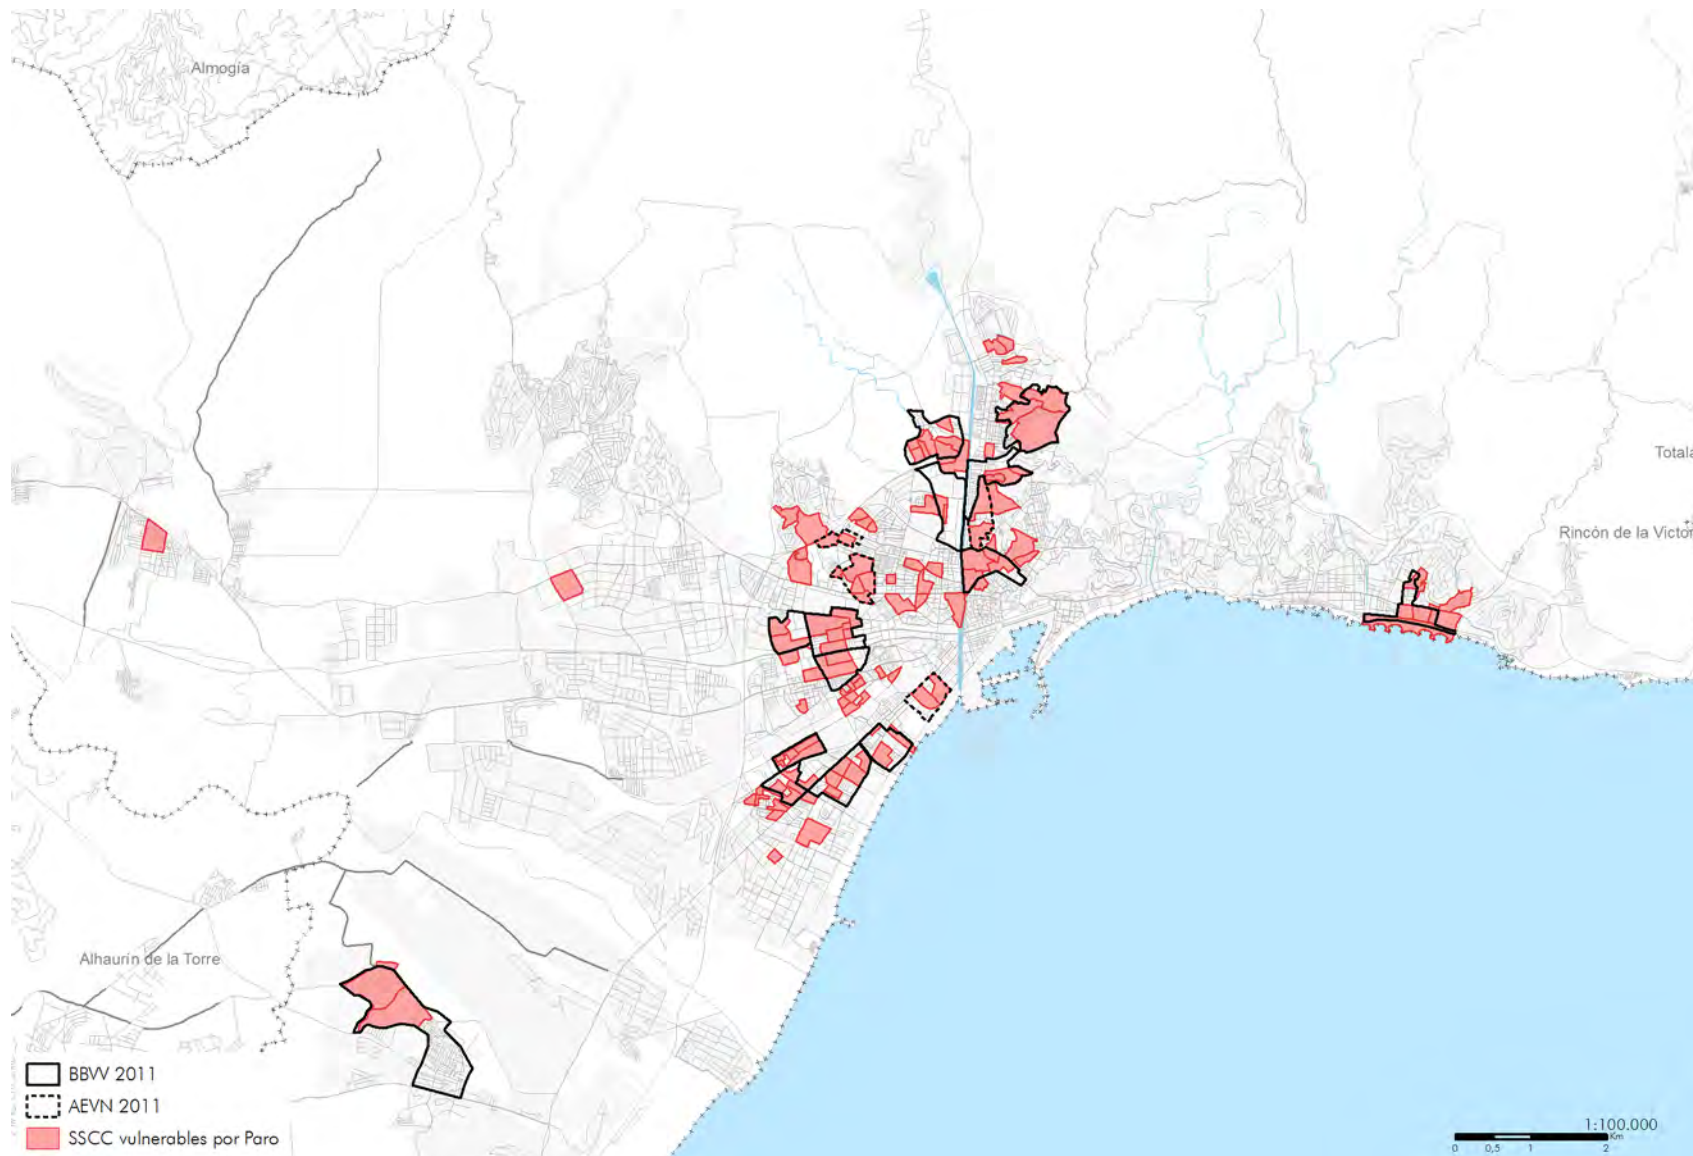 Almogía
Totala
Rincón de la Victor
Alhaurín de la Torre
BBVV 2011
AEVN 2011
SSCC vulnerables por Paro
1:100.000
Km
0 0,5 1 2